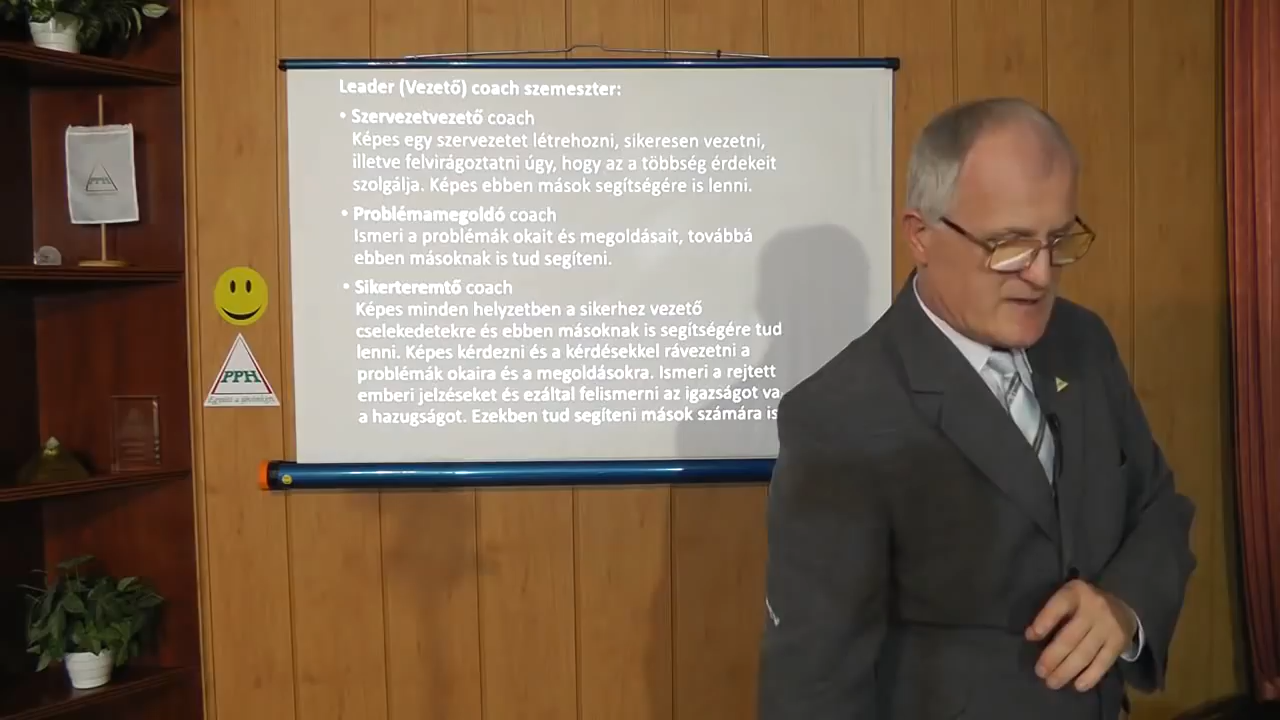 Leader (Vezető) coach szemeszter:
• Szervezetvezető coach
Képes egy szervezetet létrehozni, sikeresen vezetni,
illetve felvirágoztatni úgy, hogy az a többség érdekeit
szolgálja. Képes ebben mások segítségére is lenni.
• Problémamegoldó coach
Ismeri a problémák okait és megoldásait, továbbá
ebben másoknak is tud segíteni.
• Sikerteremtő coach
Képes minden helyzetben a sikerhez vezető
cselekedetekre és ebben másoknak is segítségére tud
lenni. Képes kérdezni és a kérdésekkel rávezetni a
problémák okaira és a megoldásokra. Ismeri a rejtett
emberi jelzéseket és ezáltal felismerni az igazságot va
a hazugságot. Ezekben tud segíteni mások számára is
PPH
PPH